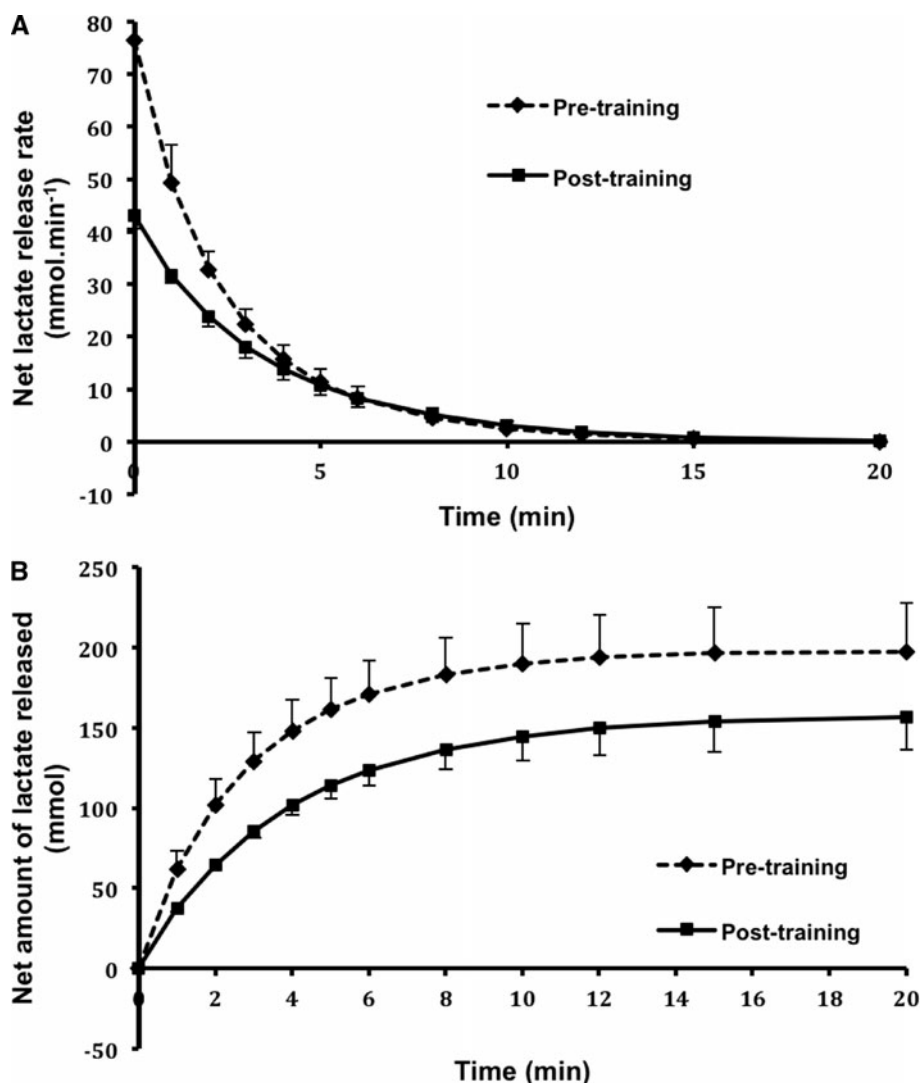 A
80
70
60
50
40
30
20
10
0
-10
Net lactate release rate
(mmol.min⁻¹)
Pre-training
Post-training
0 5 10 15 20
Time (min)
B
250
200
150
100
50
0
-50
Net amount of lactate released
(mmol)
Pre-training
Post-training
0 2 4 6 8 10 12 14 16 18 20
Time (min)